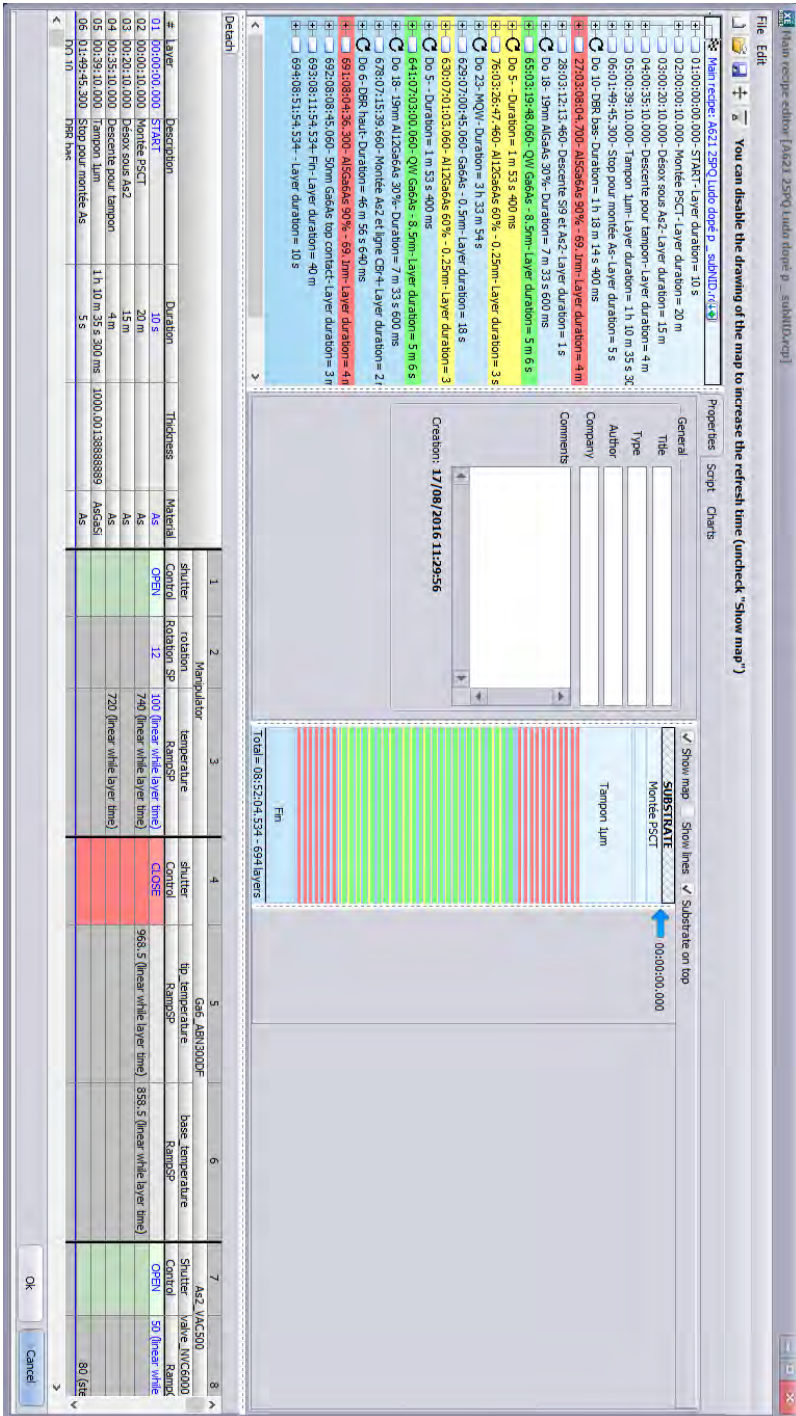 Main recipe editor [A621 25PQ Ludo dopé p _ subNID.rcp]
File Edit
You can disable the drawing of the map to increase the refresh time (uncheck "Show map")
Main recipe: A621 25PQ Ludo dopé p _ subNID.rc
01:00:00:00.000- START- Layer duration= 10 s
02:00:00:10.000- Montée PSCT- Layer duration= 20 m
03:00:20:10.000- Désox sous As2- Layer duration= 15 m
04:00:35:10.000- Descente pour tampon- Layer duration= 4 m
05:00:39:10.000- Tampon 1µm- Layer duration= 1 h 10 m 35 s 30
06:01:49:45.300- Stop pour montée As- Layer duration= 5 s
Do 10- DBR bas- Duration= 1 h 18 m 14 s 400 ms
27:03:08:04.700- Al5Ga6As 90% - 69.1nm- Layer duration= 4 m
28:03:12:13.460- Descente Si9 et As2- Layer duration= 1 s
Do 18- 19nm AlGaAs 30%- Duration= 7 m 33 s 600 ms
65:03:19:48.060- QW Ga6As - 8.5nm- Layer duration= 5 m 6 s
Do 5- - Duration= 1 m 53 s 400 ms
76:03:26:47.460- Al12Ga6As 60% - 0.25nm- Layer duration= 3 s
Do 23- MQW- Duration= 3 h 33 m 54 s
629:07:00:45.060- Ga6As - 0.5nm- Layer duration= 18 s
630:07:01:03.060- Al12Ga6As 60% - 0.25nm- Layer duration= 3
Do 5- - Duration= 1 m 53 s 400 ms
641:07:03:00.060- QW Ga6As - 8.5nm- Layer duration= 5 m 6 s
Do 18- 19nm Al12Ga6As 30%- Duration= 7 m 33 s 600 ms
678:07:15:39.660- Montée As2 et ligne CBr4- Layer duration= 2
Do 6- DBR haut- Duration= 46 m 56 s 640 ms
691:08:04:36.300- Al5Ga6As 90% - 69.1nm- Layer duration= 4
692:08:08:45.060- 50nm Ga6As top contact- Layer duration= 3
693:08:11:54.534- Fin- Layer duration= 40 m
694:08:51:54.534- - Layer duration= 10 s
Properties Script Charts
General
Title
Type
Author
Company
Comments
Creation: 17/08/2016 11:29:56
Show map Show lines Substrate on top
SUBSTRATE
Montée PSCT
Tampon 1µm
Fin
00:00:00.000
Total= 08:52:04.534 - 694 layers
Detach
1 2 3 4 5 6 7 8
Manipulator Ga6_ABN300DF As2_VAC500
shutter rotation temperature shutter tip_temperature base_temperature Shutter valve_NVC6000
# Layer Description Duration Thickness Material Control Rotation_SP RampSP Control RampSP RampSP Control
01 00:00:00.000 START 10 s As OPEN 12 100 (linear while layer time) CLOSE OPEN 50 (linear while
02 00:00:10.000 Montée PSCT 20 m As 740 (linear while layer time) 968.5 (linear while layer time) 858.5 (linear while layer time)
03 00:20:10.000 Désox sous As2 15 m As
04 00:35:10.000 Descente pour tampon 4 m As 720 (linear while layer time)
05 00:39:10.000 Tampon 1µm 1 h 10 m 35 s 300 ms 1000.00138888889 AsGaSi
06 01:49:45.300 Stop pour montée As 5 s As 80 (ste
DBR bas
Ok Cancel